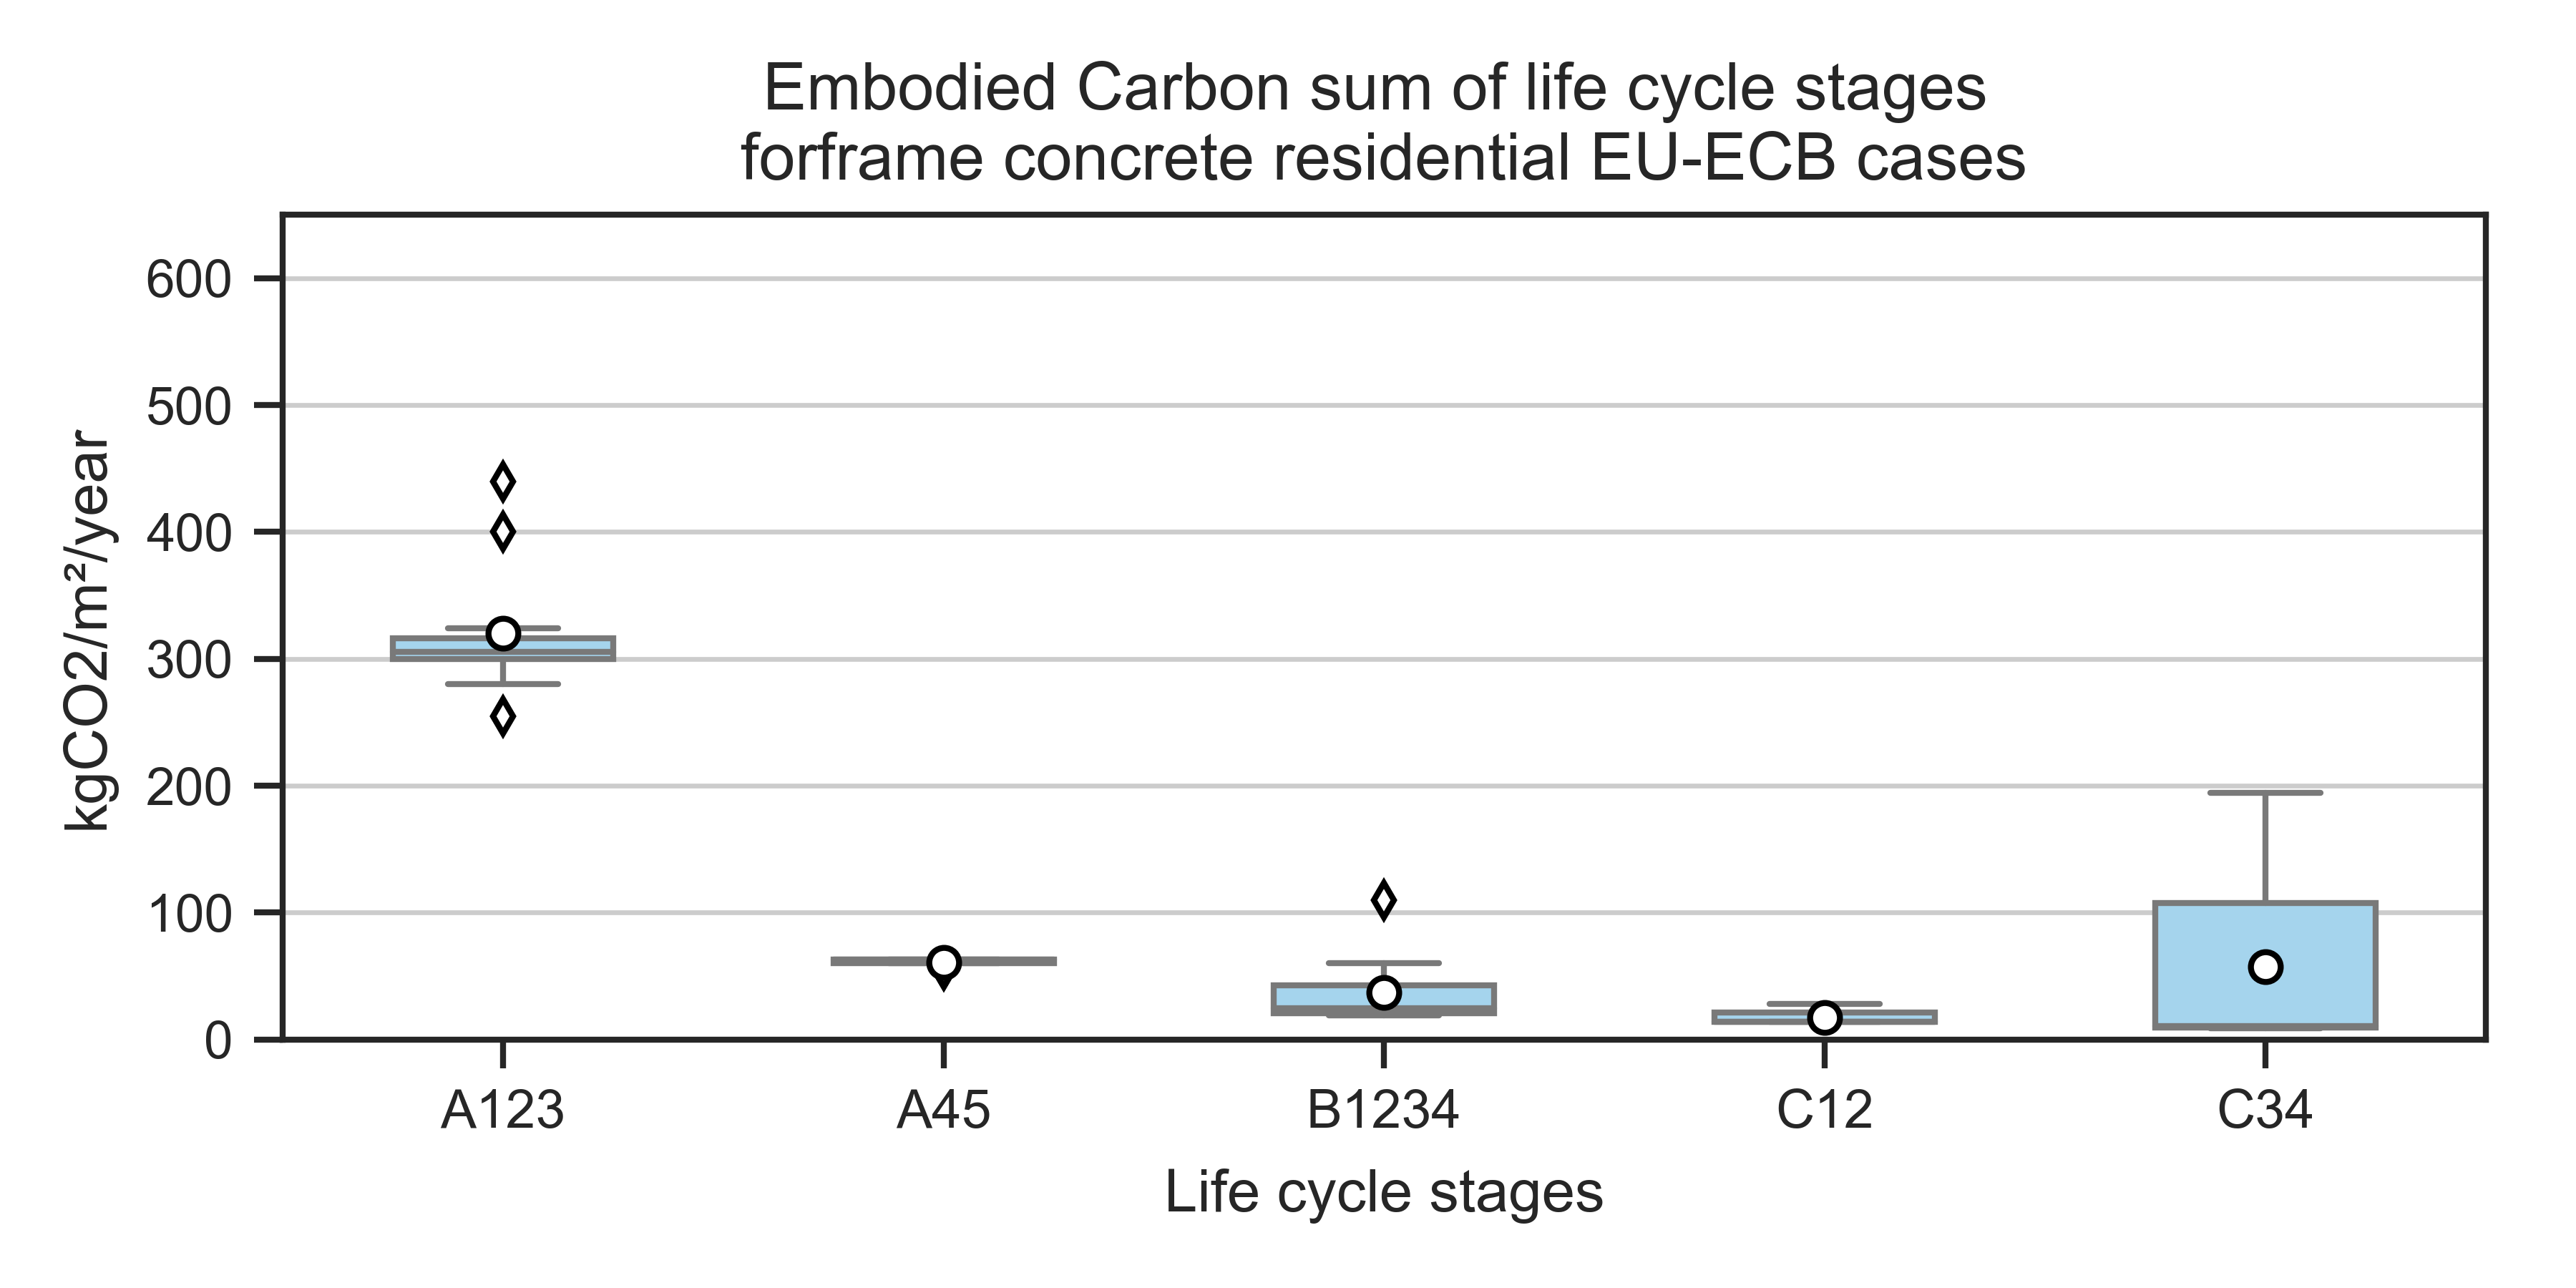 Embodied Carbon sum of life cycle stages
forframe concrete residential EU-ECB cases
kgCO2/m²/year
600
500
400
300
200
100
0
A123 A45 B1234 C12 C34
Life cycle stages